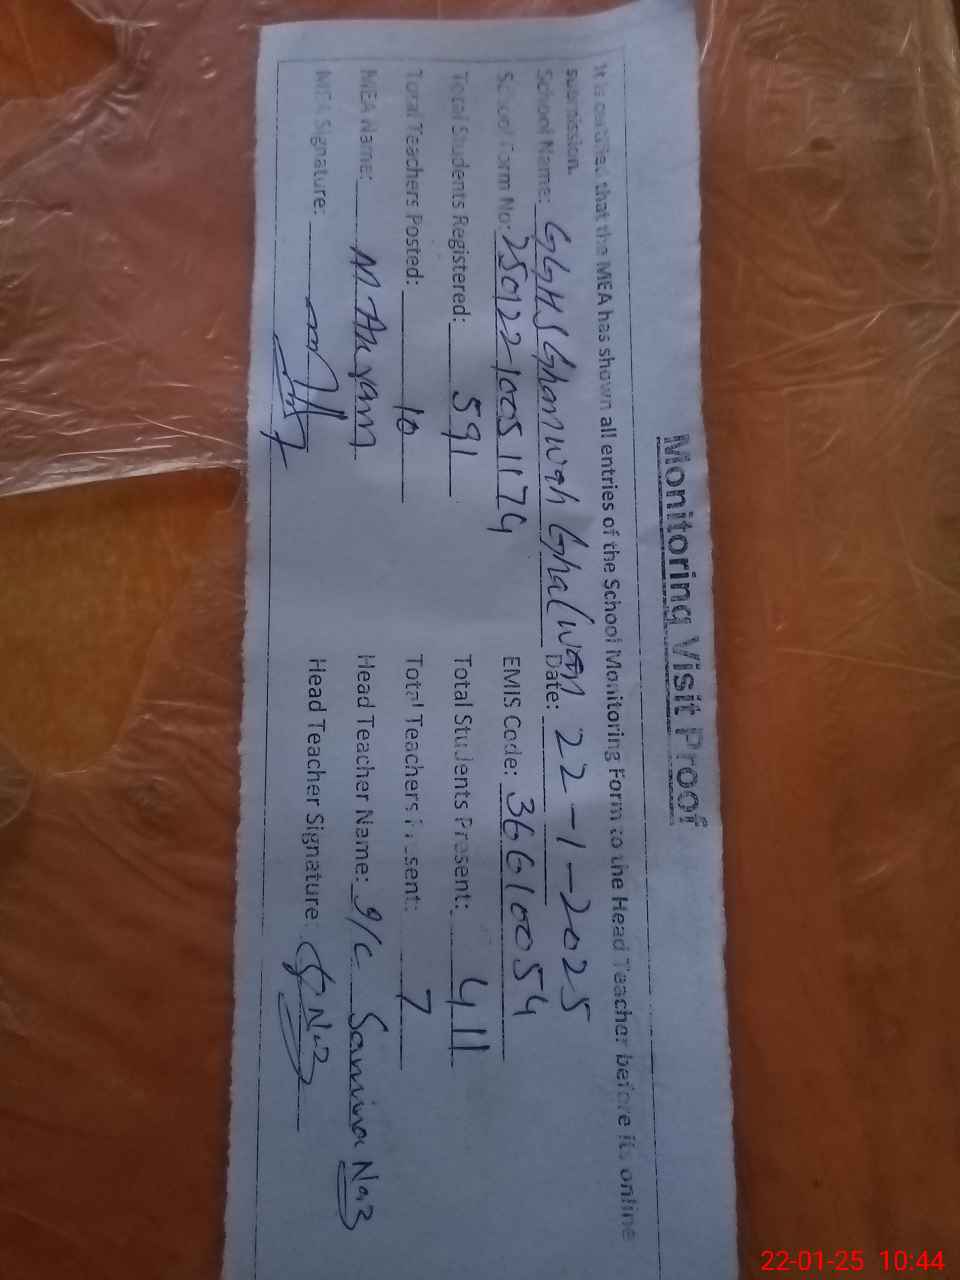 Monitoring Visit Proof
It is certified that the MEA has shown all entries of the School Monitoring Form to the Head Teacher before its online
submission.
School Name: GGHS Ghanwah Ghalwan Date: 22-1-2025
School Form No: 250122-10051174 EMIS Code: 36610054
Total Students Registered: 591 Total Students Present: 411
Total Teachers Posted: 10 Total Teachers Present: 7
MEA Name: M. Head Teacher Name: I/C Samina Naz
MEA Signature: Head Teacher Signature: S. Naz
22-01-25 10:44